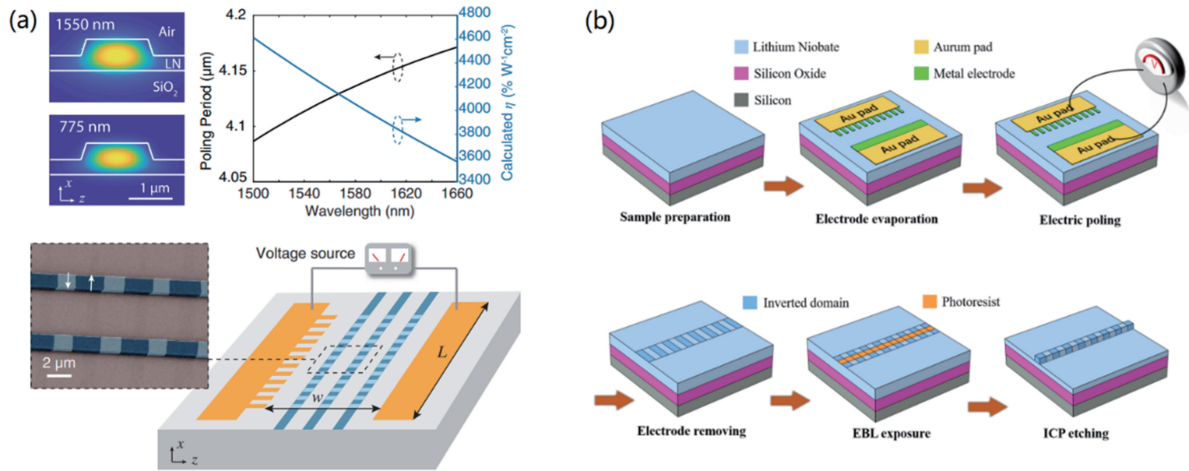 (a)
1550 nm
Air
LN
SiO₂
775 nm
x
z
1 μm
Poling Period (μm)
4.2
4.15
4.1
4.05
4800
4600
4400
4200
4000
3800
3600
3400
Calculated η (% W⁻¹cm⁻²)
1500 1540 1580 1620 1660
Wavelength (nm)
Voltage source
2 μm
w
L
x
z
(b)
Lithium Niobate
Aurum pad
Silicon Oxide
Metal electrode
Silicon
V
Au pad
Au pad
Au pad
Au pad
Sample preparation
Electrode evaporation
Electric poling
Inverted domain
Photoresist
Electrode removing
EBL exposure
ICP etching